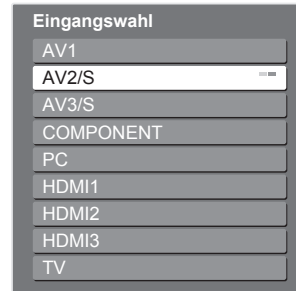 Eingangswahl
AV1
AV2/S
AV3/S
COMPONENT
PC
HDMI1
HDMI2
HDMI3
TV